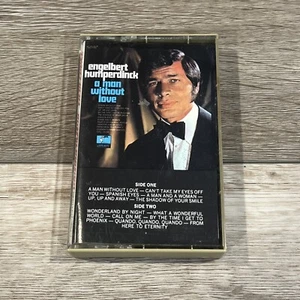 engelbert
humperdinck
a man
without
love
SIDE ONE
A MAN WITHOUT LOVE — CAN'T TAKE MY EYES OFF
YOU — SPANISH EYES — A MAN AND A WOMAN —
UP, UP AND AWAY — THE SHADOW OF YOUR SMILE
SIDE TWO
WONDERLAND BY NIGHT — WHAT A WONDERFUL
WORLD — CALL ON ME — BY THE TIME I GET TO
PHOENIX — QUANDO, QUANDO, QUANDO — FROM
HERE TO ETERNITY